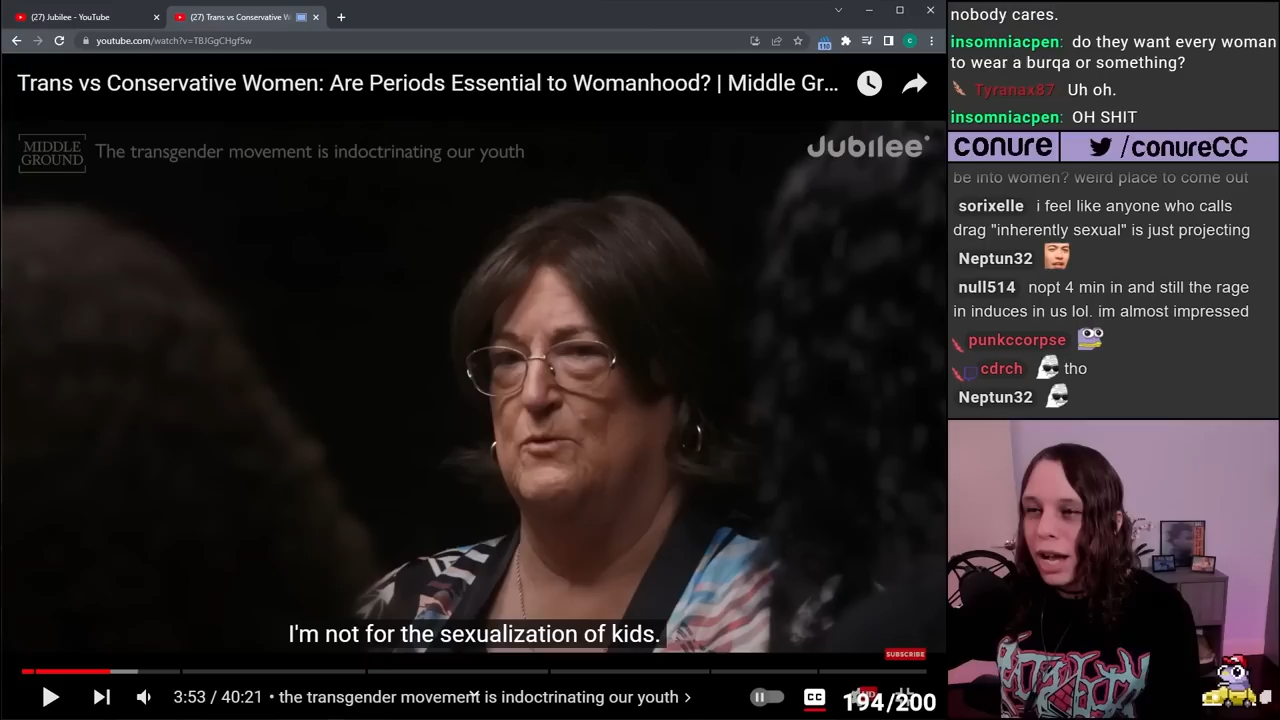 (27) Jubilee - YouTube
(27) Trans vs Conservative W
youtube.com/watch?v=TBJGgCHgf5w
Trans vs Conservative Women: Are Periods Essential to Womanhood? | Middle Gr...
MIDDLE
GROUND
The transgender movement is indoctrinating our youth
Jubilee
I'm not for the sexualization of kids.
SUBSCRIBE
3:53 / 40:21 • the transgender movement is indoctrinating our youth >
CC
194/200
nobody cares.
insomniacpen: do they want every woman
to wear a burqa or something?
Tyranax87 Uh oh.
insomniacpen: OH SHIT
conure
/conureCC
be into women? weird place to come out
sorixelle i feel like anyone who calls
drag "inherently sexual" is just projecting
Neptun32
null514 nopt 4 min in and still the rage
in induces in us lol. im almost impressed
punkccorpse
cdrch tho
Neptun32